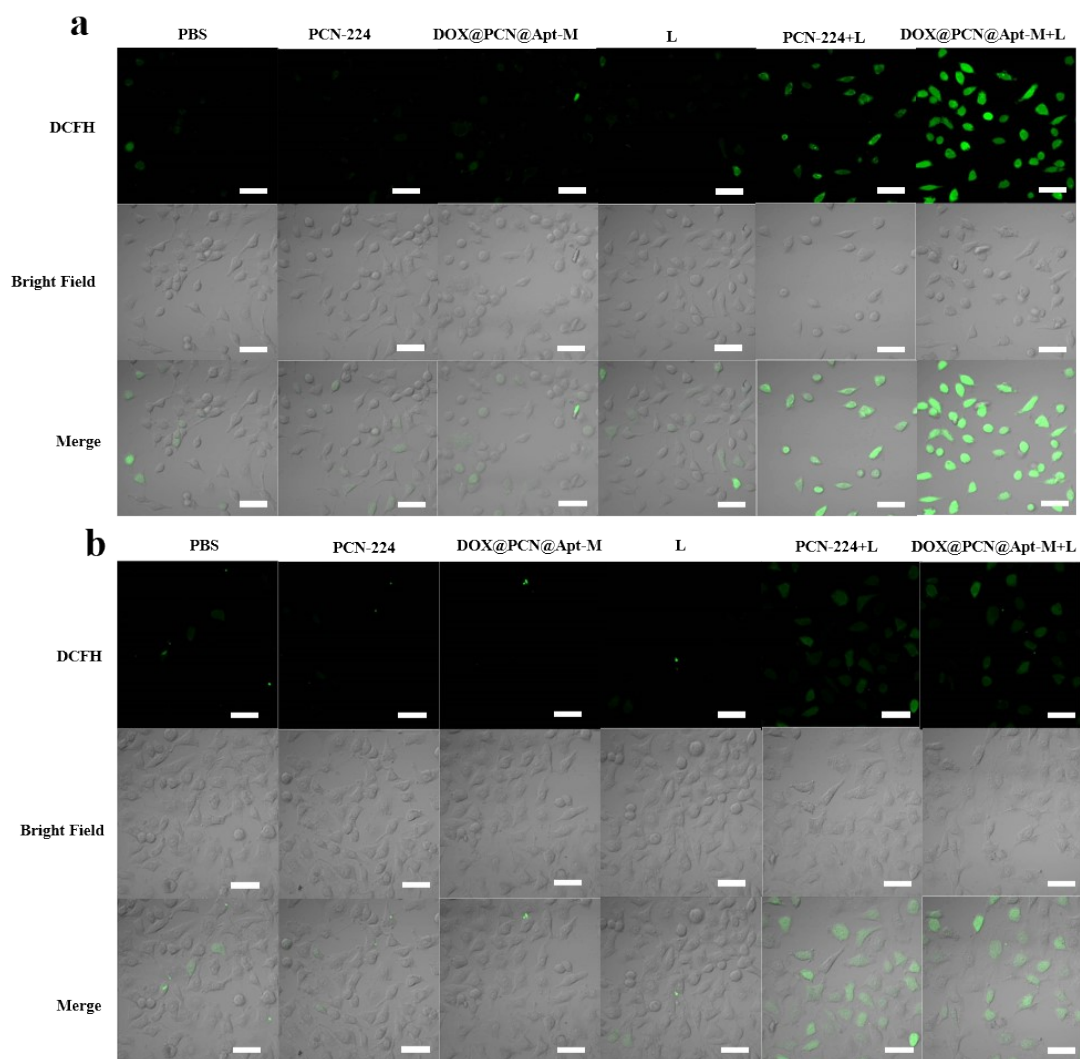 a
PBS PCN-224 DOX@PCN@Apt-M L PCN-224+L DOX@PCN@Apt-M+L
DCFH
Bright Field
Merge
b
PBS PCN-224 DOX@PCN@Apt-M L PCN-224+L DOX@PCN@Apt-M+L
DCFH
Bright Field
Merge